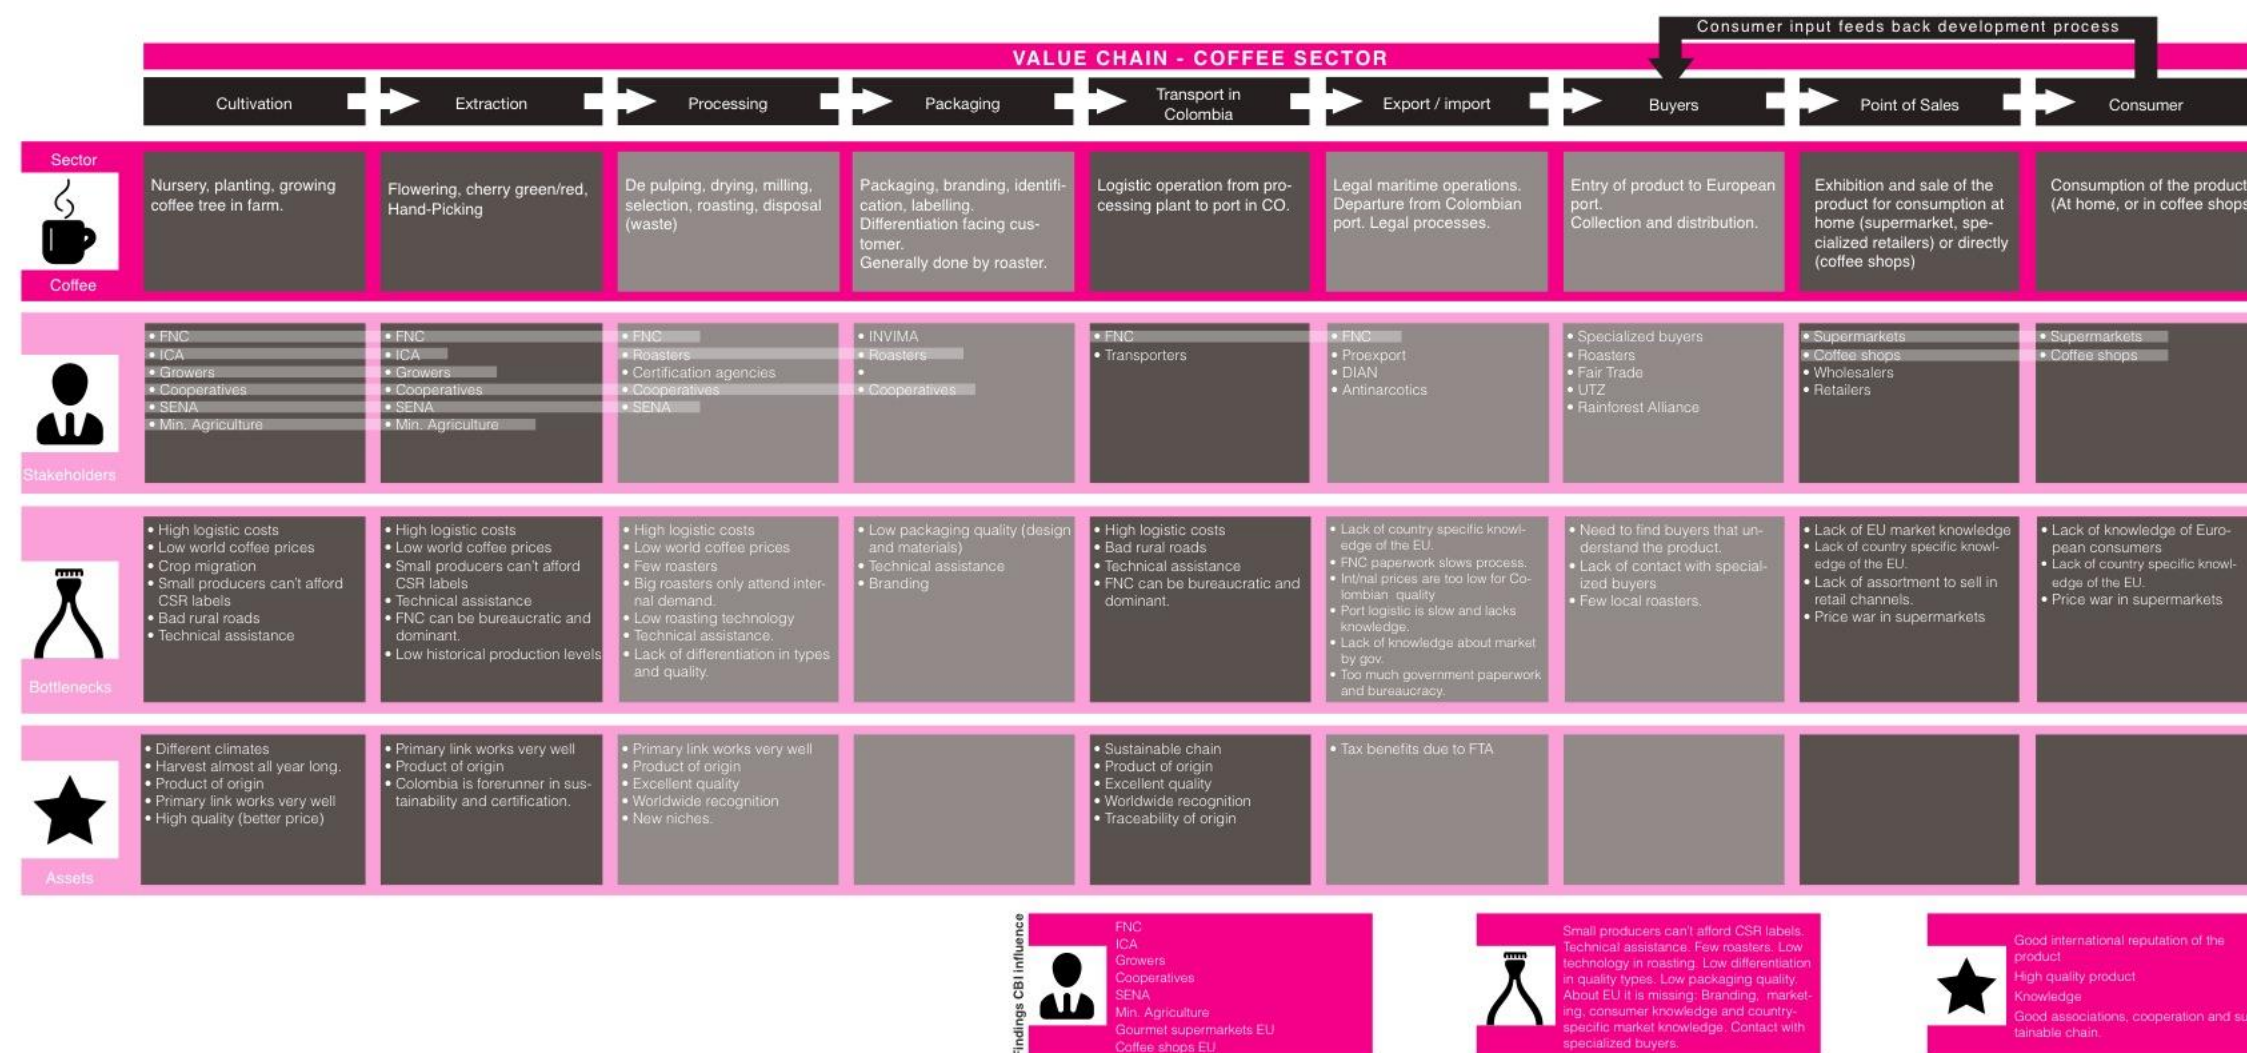 Consumer input feeds back development process
VALUE CHAIN - COFFEE SECTOR
Cultivation
Extraction
Processing
Packaging
Transport in
Colombia
Export / import
Buyers
Point of Sales
Consumer
Sector
Coffee
Nursery, planting, growing
coffee tree in farm.
Flowering, cherry green/red,
Hand-Picking
De pulping, drying, milling,
selection, roasting, disposal
(waste)
Packaging, branding, identifi-
cation, labelling.
Differentiation facing cus-
tomer.
Generally done by roaster.
Logistic operation from pro-
cessing plant to port in CO.
Legal maritime operations.
Departure from Colombian
port. Legal processes.
Entry of product to European
port.
Collection and distribution.
Exhibition and sale of the
product for consumption at
home (supermarket, spe-
cialized retailers) or directly
(coffee shops)
Consumption of the product
(At home, or in coffee shops
Stakeholders
• FNC
• ICA
• Growers
• Cooperatives
• SENA
• Min. Agriculture
• FNC
• ICA
• Growers
• Cooperatives
• SENA
• Min. Agriculture
• FNC
• Roasters
• Certification agencies
• Cooperatives
• SENA
• INVIMA
• Roasters
•
• Cooperatives
• FNC
• Transporters
• FNC
• Proexport
• DIAN
• Antinarcotics
• Specialized buyers
• Roasters
• Fair Trade
• UTZ
• Rainforest Alliance
• Supermarkets
• Coffee shops
• Wholesalers
• Retailers
• Supermarkets
• Coffee shops
Bottlenecks
• High logistic costs
• Low world coffee prices
• Crop migration
• Small producers can't afford
CSR labels
• Bad rural roads
• Technical assistance
• High logistic costs
• Low world coffee prices
• Small producers can't afford
CSR labels
• Technical assistance
• FNC can be bureaucratic and
dominant.
• Low historical production levels
• High logistic costs
• Low world coffee prices
• Few roasters
• Big roasters only attend inter-
nal demand.
• Low roasting technology
• Technical assistance.
• Lack of differentiation in types
and quality.
• Low packaging quality (design
and materials)
• Technical assistance
• Branding
• High logistic costs
• Bad rural roads
• Technical assistance
• FNC can be bureaucratic and
dominant.
• Lack of country specific knowl-
edge of the EU.
• FNC paperwork slows process.
• Int/nal prices are too low for Co-
lombian quality
• Port logistic is slow and lacks
knowledge.
• Lack of knowledge about market
by gov.
• Too much government paperwork
and bureaucracy.
• Need to find buyers that un-
derstand the product.
• Lack of contact with special-
ized buyers
• Few local roasters.
• Lack of EU market knowledge
• Lack of country specific knowl-
edge of the EU.
• Lack of assortment to sell in
retail channels.
• Price war in supermarkets
• Lack of knowledge of Euro-
pean consumers
• Lack of country specific knowl-
edge of the EU.
• Price war in supermarkets
Assets
• Different climates
• Harvest almost all year long.
• Product of origin
• Primary link works very well
• High quality (better price)
• Primary link works very well
• Product of origin
• Colombia is forerunner in sus-
tainability and certification.
• Primary link works very well
• Product of origin
• Excellent quality
• Worldwide recognition
• New niches.
• Sustainable chain
• Product of origin
• Excellent quality
• Worldwide recognition
• Traceability of origin
• Tax benefits due to FTA
Findings CBI influence
FNC
ICA
Growers
Cooperatives
SENA
Min. Agriculture
Gourmet supermarkets EU
Coffee shops EU
Small producers can't afford CSR labels.
Technical assistance. Few roasters. Low
technology in roasting. Low differentiation
in quality types. Low packaging quality.
About EU it is missing: Branding, market-
ing, consumer knowledge and country-
specific market knowledge. Contact with
specialized buyers.
Good international reputation of the
product
High quality product
Knowledge
Good associations, cooperation and su
tainable chain.